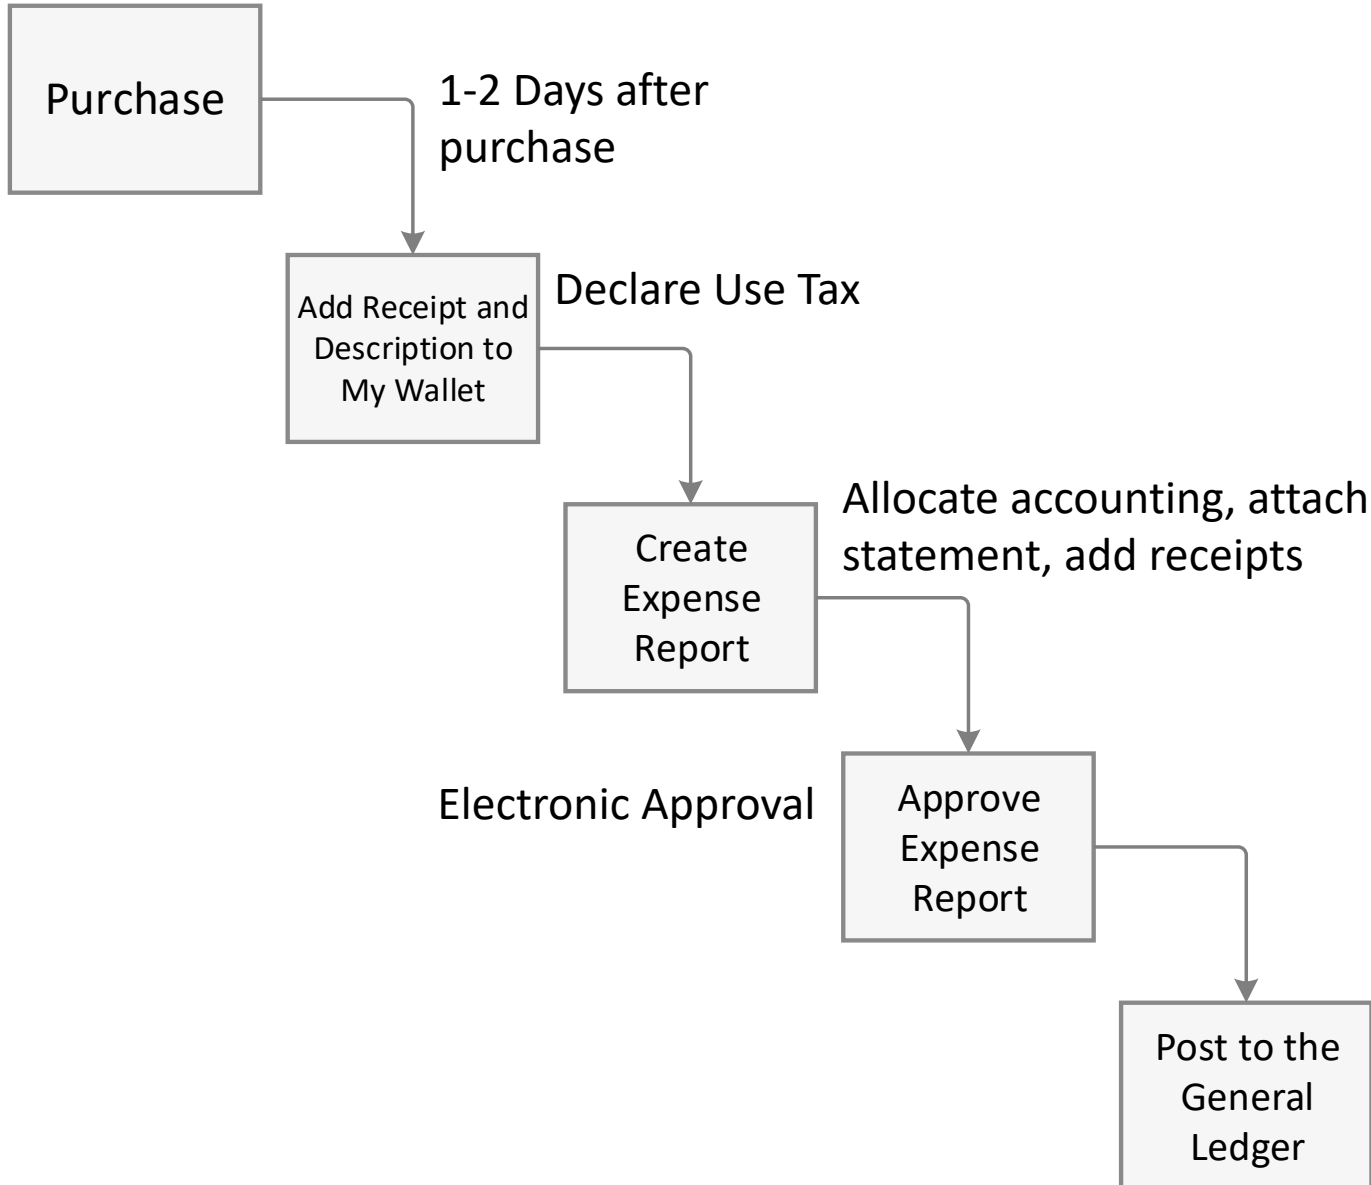 Purchase
1-2 Days after
purchase
Add Receipt and
Description to
My Wallet
Declare Use Tax
Create
Expense
Report
Allocate accounting, attach
statement, add receipts
Electronic Approval
Approve
Expense
Report
Post to the
General
Ledger